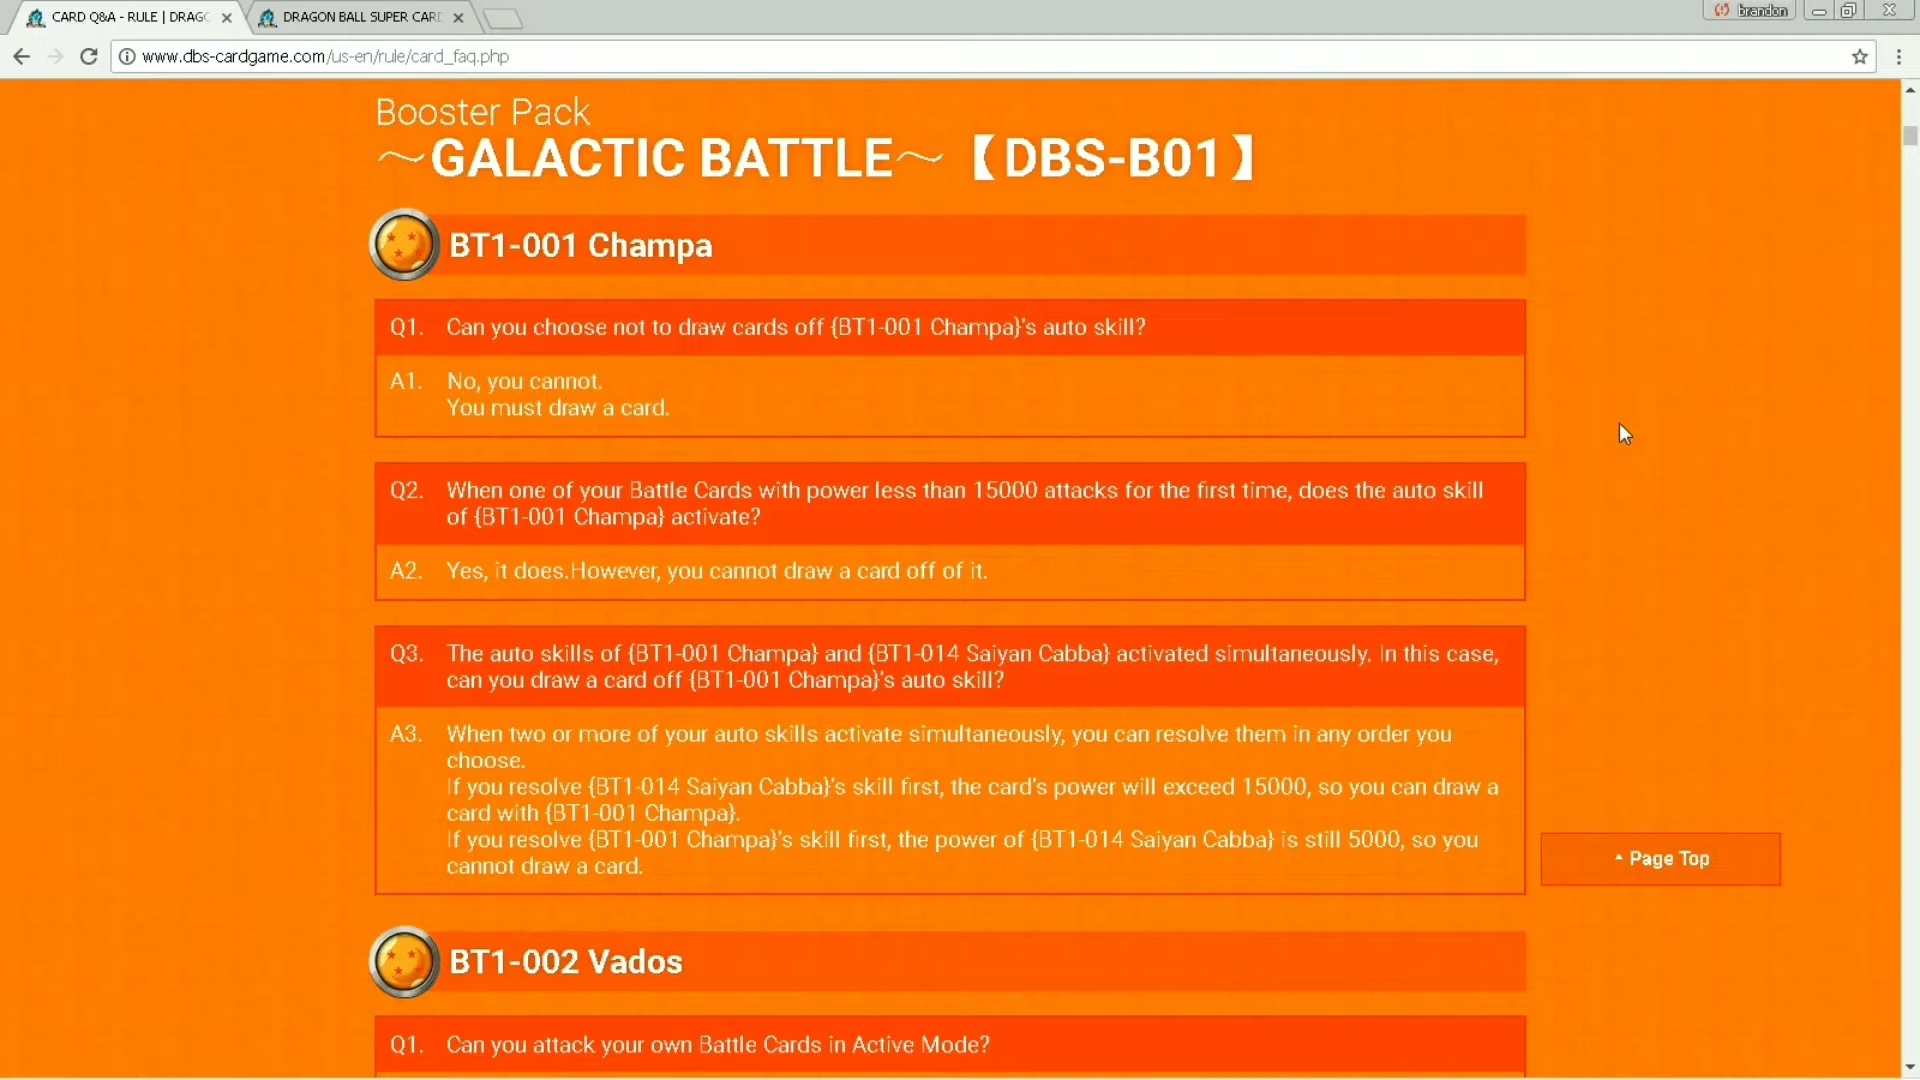 CARD Q&A - RULE | DRAG
DRAGON BALL SUPER CAR
brandon
www.dbs-cardgame.com/us-en/rule/card_faq.php
Booster Pack
～GALACTIC BATTLE～【DBS-B01】
BT1-001 Champa
Q1. Can you choose not to draw cards off {BT1-001 Champa}'s auto skill?
A1. No, you cannot.
You must draw a card.
Q2. When one of your Battle Cards with power less than 15000 attacks for the first time, does the auto skill
of {BT1-001 Champa} activate?
A2. Yes, it does.However, you cannot draw a card off of it.
Q3. The auto skills of {BT1-001 Champa} and {BT1-014 Saiyan Cabba} activated simultaneously. In this case,
can you draw a card off {BT1-001 Champa}'s auto skill?
A3. When two or more of your auto skills activate simultaneously, you can resolve them in any order you
choose.
If you resolve {BT1-014 Saiyan Cabba}'s skill first, the card's power will exceed 15000, so you can draw a
card with {BT1-001 Champa}.
If you resolve {BT1-001 Champa}'s skill first, the power of {BT1-014 Saiyan Cabba} is still 5000, so you
cannot draw a card.
Page Top
BT1-002 Vados
Q1. Can you attack your own Battle Cards in Active Mode?